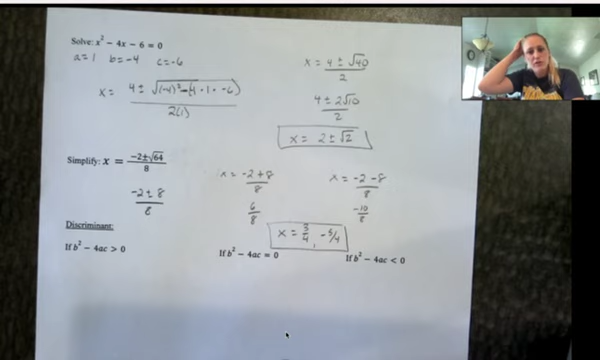 Solve: x² − 4x − 6 = 0
a=1 b=-4 c=-6
x = 4 ± √((-4)² - (4·1·-6)) / 2(1)
x = 4 ± √40 / 2
4 ± 2√10 / 2
x = 2 ± √2
Simplify: x = −2±√64 / 8
-2 ± 8 / 8
x = -2+8 / 8
6/8
x = -2-8 / 8
-10/8
x = 3/4, -5/4
Discriminant:
If b² − 4ac > 0
If b² − 4ac = 0
If b² − 4ac < 0